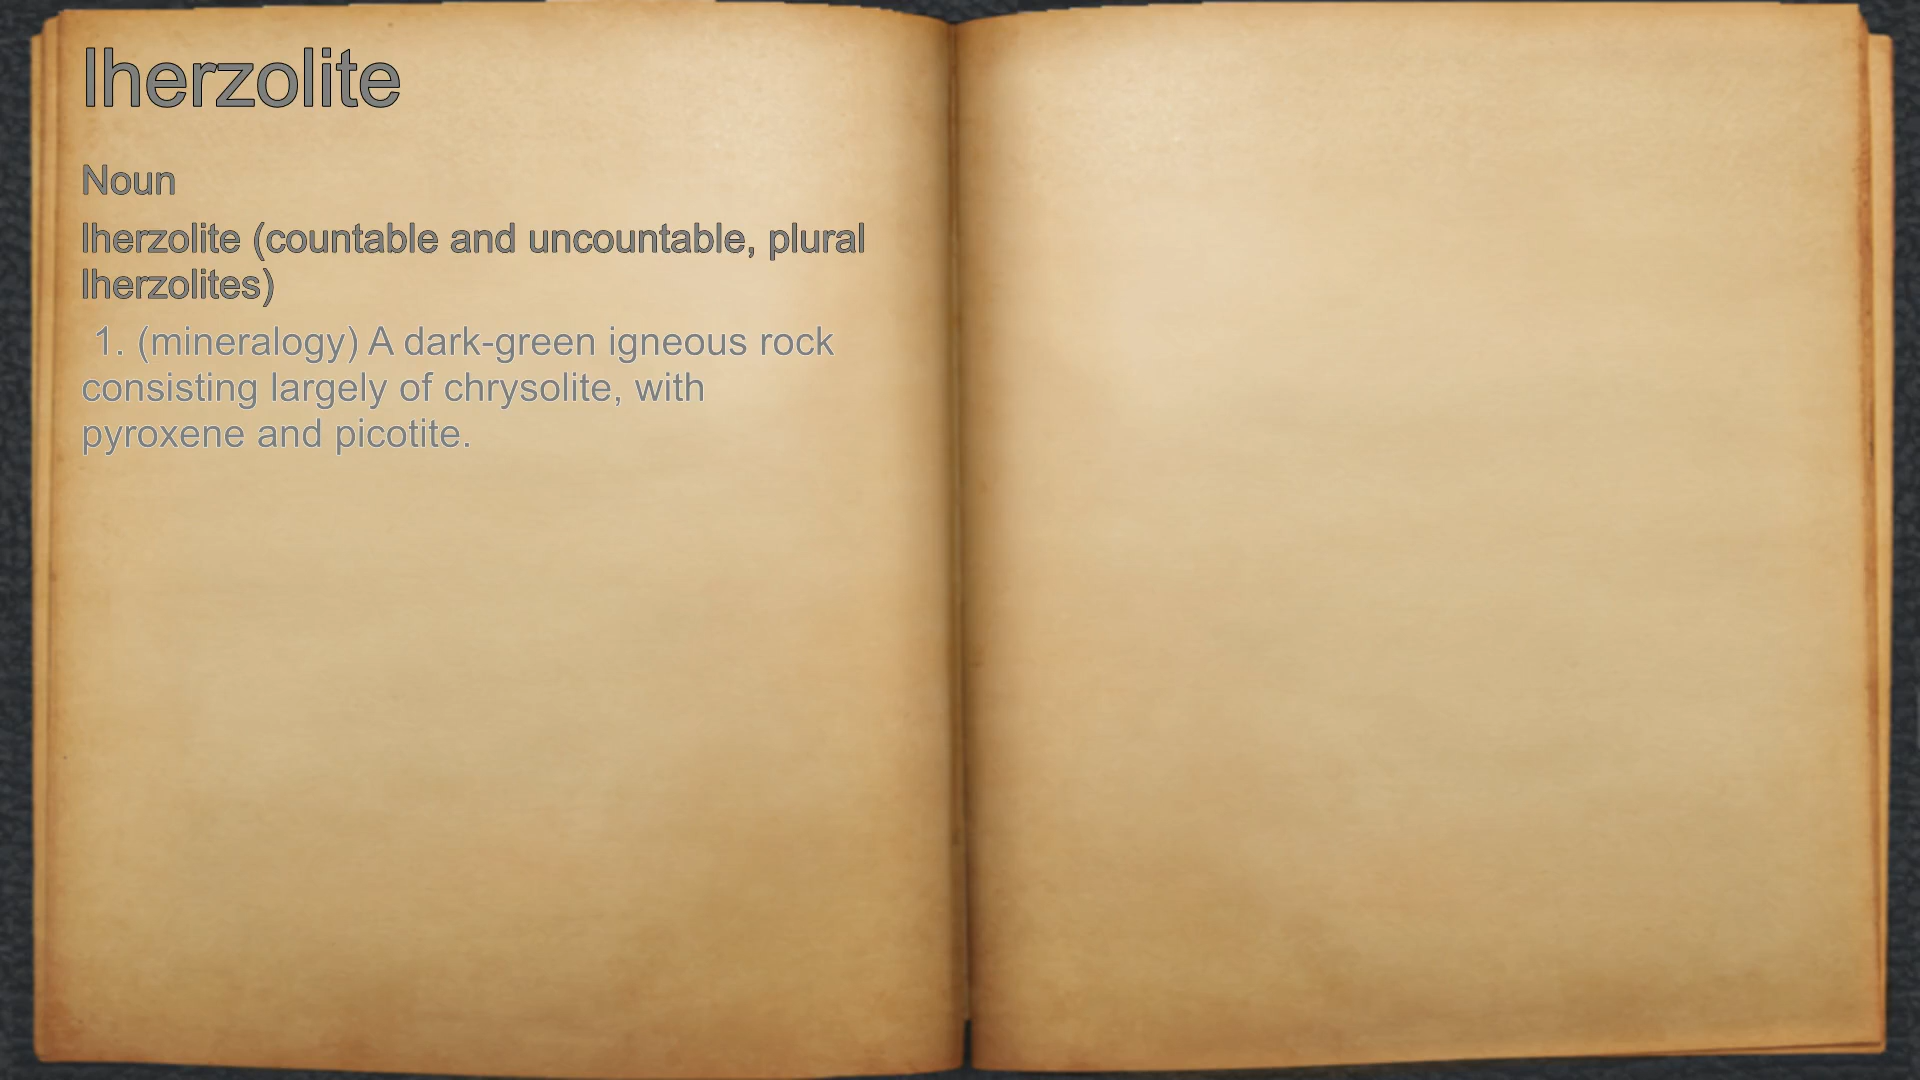 lherzolite
Noun
lherzolite (countable and uncountable, plural
lherzolites)
1. (mineralogy) A dark-green igneous rock
consisting largely of chrysolite, with
pyroxene and picotite.